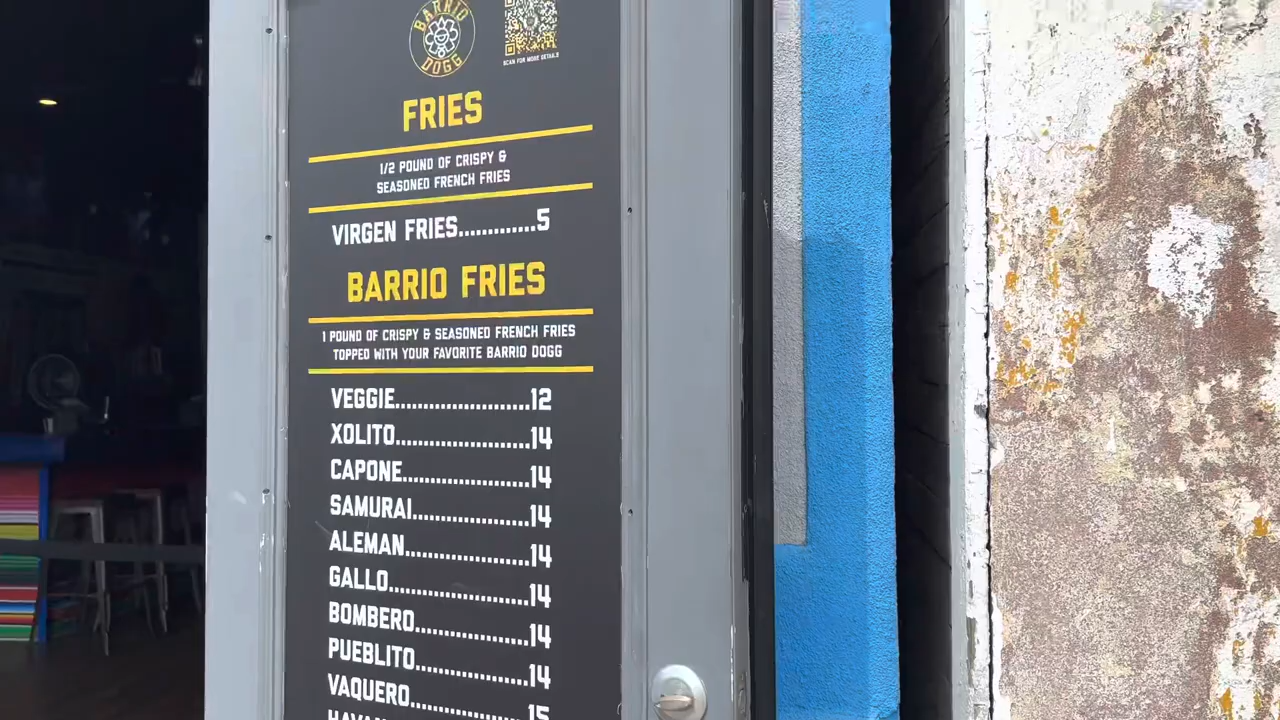 BARRIO
DOGG
SCAN FOR MORE DETAILS
FRIES
1/2 POUND OF CRISPY &
SEASONED FRENCH FRIES
VIRGEN FRIES.............5
BARRIO FRIES
1 POUND OF CRISPY & SEASONED FRENCH FRIES
TOPPED WITH YOUR FAVORITE BARRIO DOGG
VEGGIE........................12
XOLITO........................14
CAPONE.......................14
SAMURAI.....................14
ALEMAN......................14
GALLO.........................14
BOMBERO....................14
PUEBLITO....................14
VAQUERO.....................15